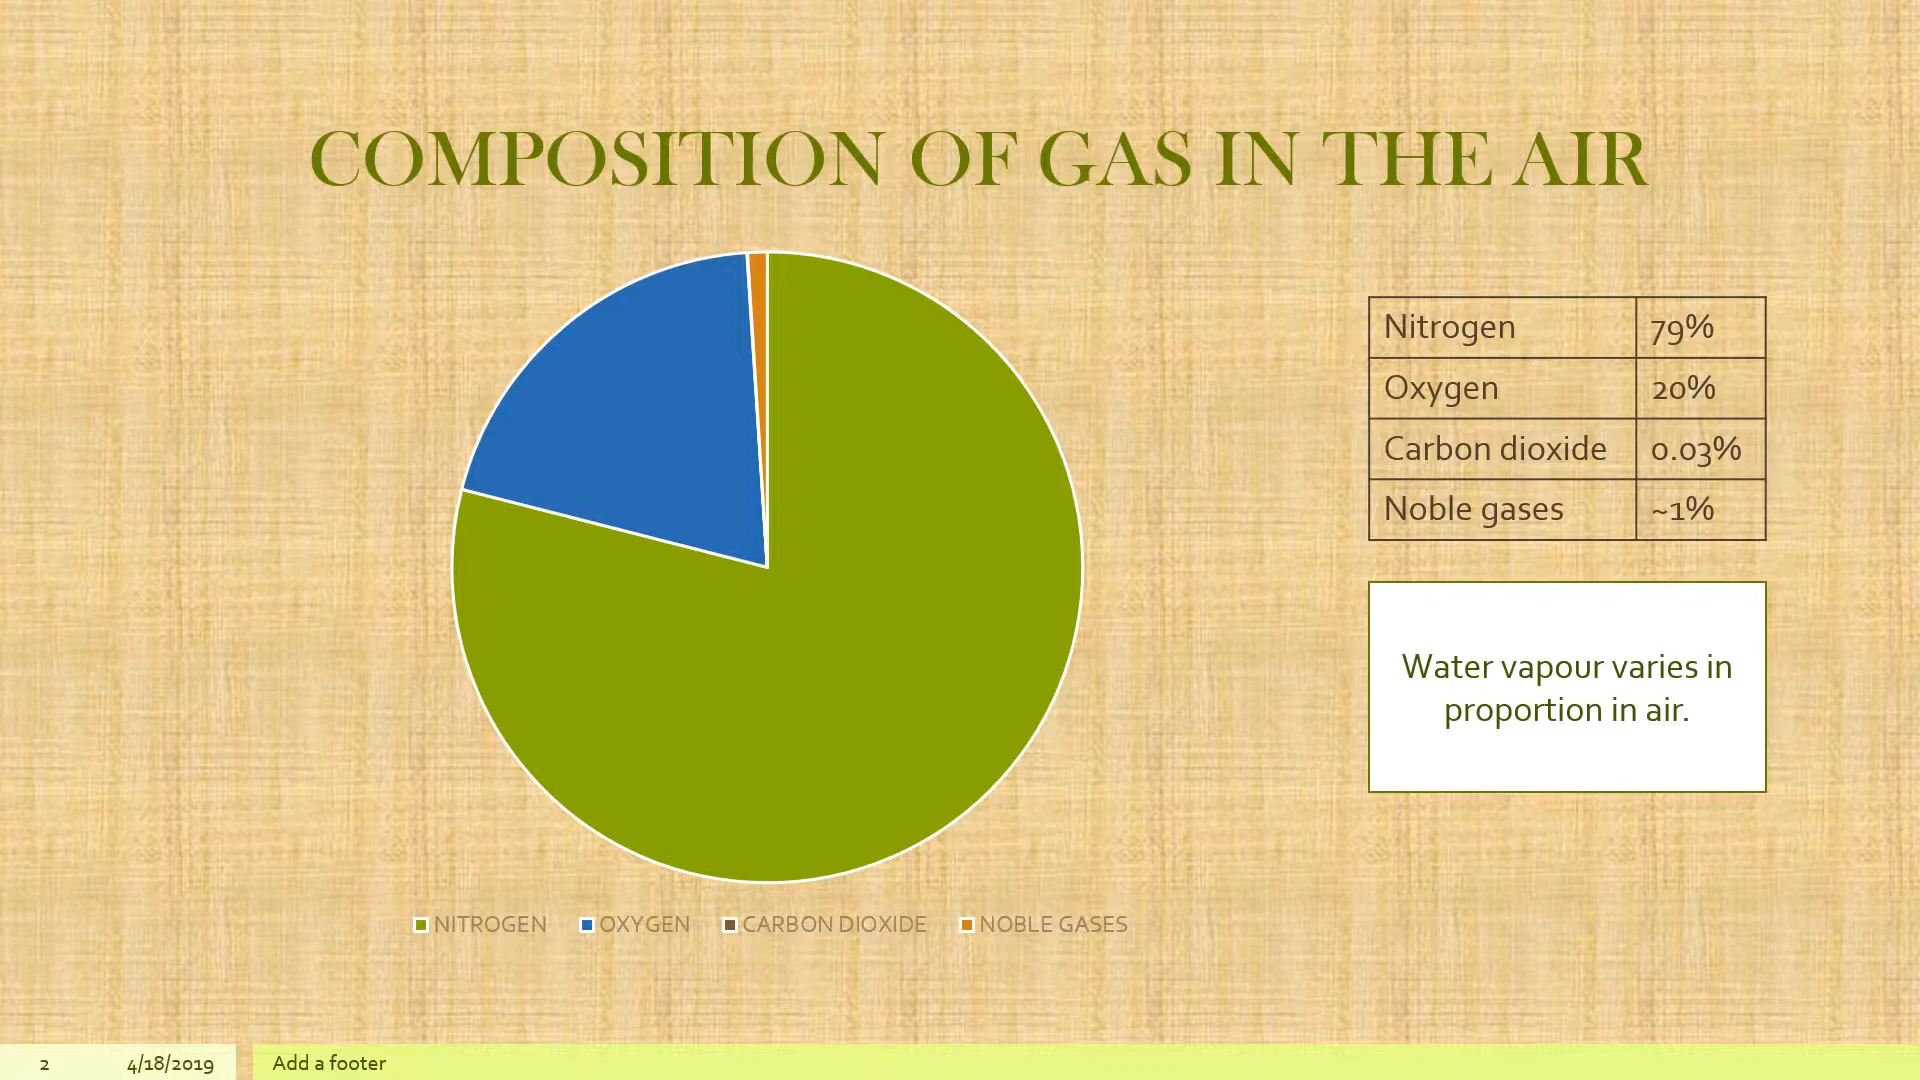 COMPOSITION OF GAS IN THE AIR
Nitrogen 79%
Oxygen 20%
Carbon dioxide 0.03%
Noble gases ~1%
Water vapour varies in
proportion in air.
NITROGEN OXYGEN CARBON DIOXIDE NOBLE GASES
2 4/18/2019 Add a footer